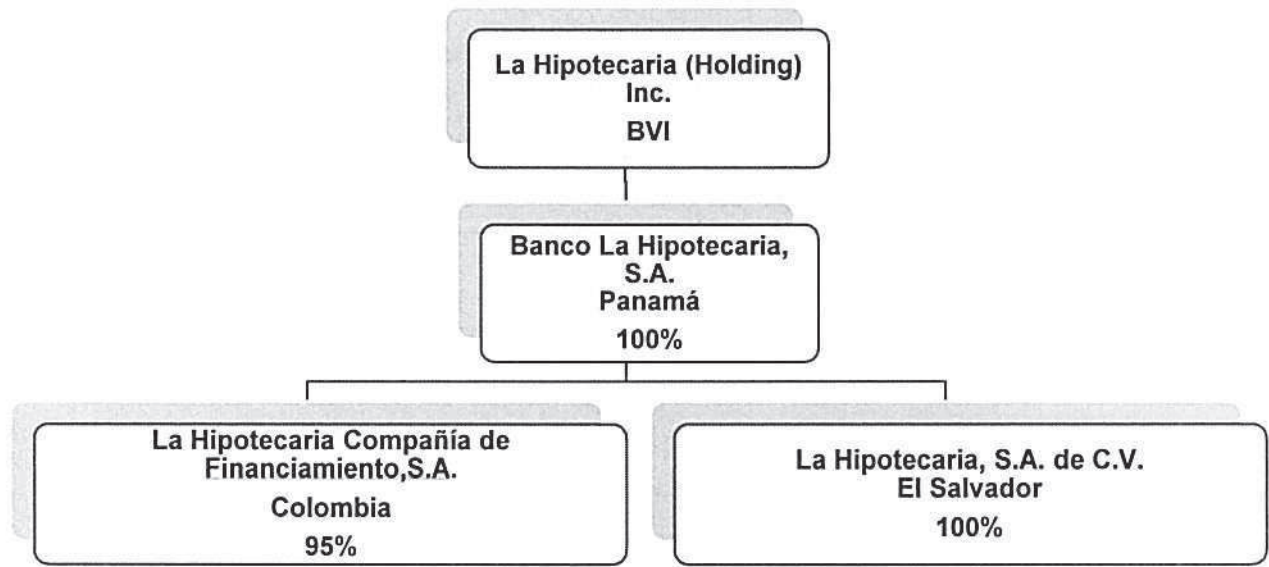 La Hipotecaria (Holding)
Inc.
BVI
Banco La Hipotecaria,
S.A.
Panamá
100%
La Hipotecaria Compañía de
Financiamiento,S.A.
Colombia
95%
La Hipotecaria, S.A. de C.V.
El Salvador
100%